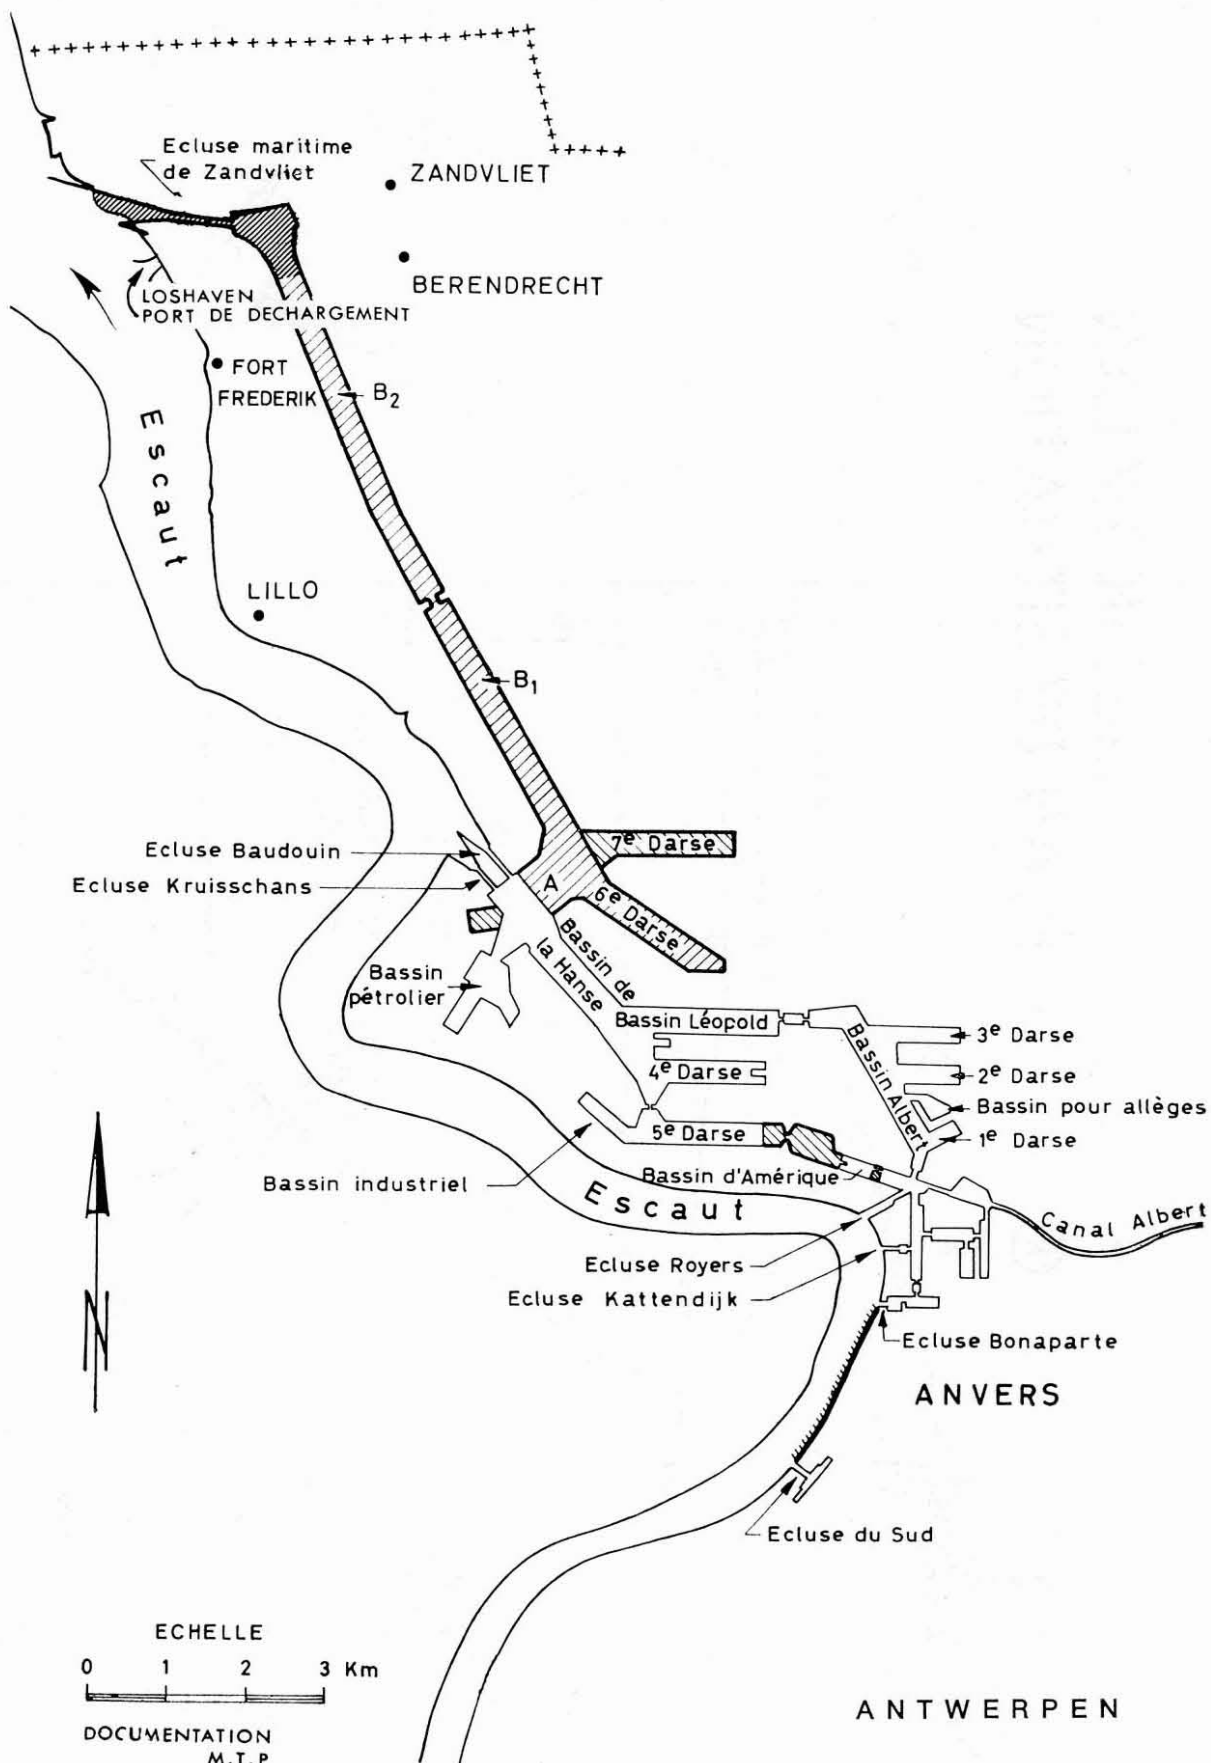 Ecluse maritime
de Zandvliet
ZANDVLIET
BERENDRECHT
LOSHAVEN
PORT DE DECHARGEMENT
FORT
FREDERIK
B2
Escaut
LILLO
B1
Ecluse Baudouin
Ecluse Kruisschans
7e Darse
A
6e Darse
Bassin de
la Hanse
Bassin
pétrolier
Bassin Léopold
Bassin Albert
3e Darse
4e Darse
2e Darse
Bassin pour allèges
5e Darse
1e Darse
Bassin d'Amérique
Bassin industriel
Escaut
Canal Albert
Ecluse Royers
Ecluse Kattendijk
Ecluse Bonaparte
ANVERS
N
Ecluse du Sud
ECHELLE
0 1 2 3 Km
ANTWERPEN
DOCUMENTATION
M.T.P